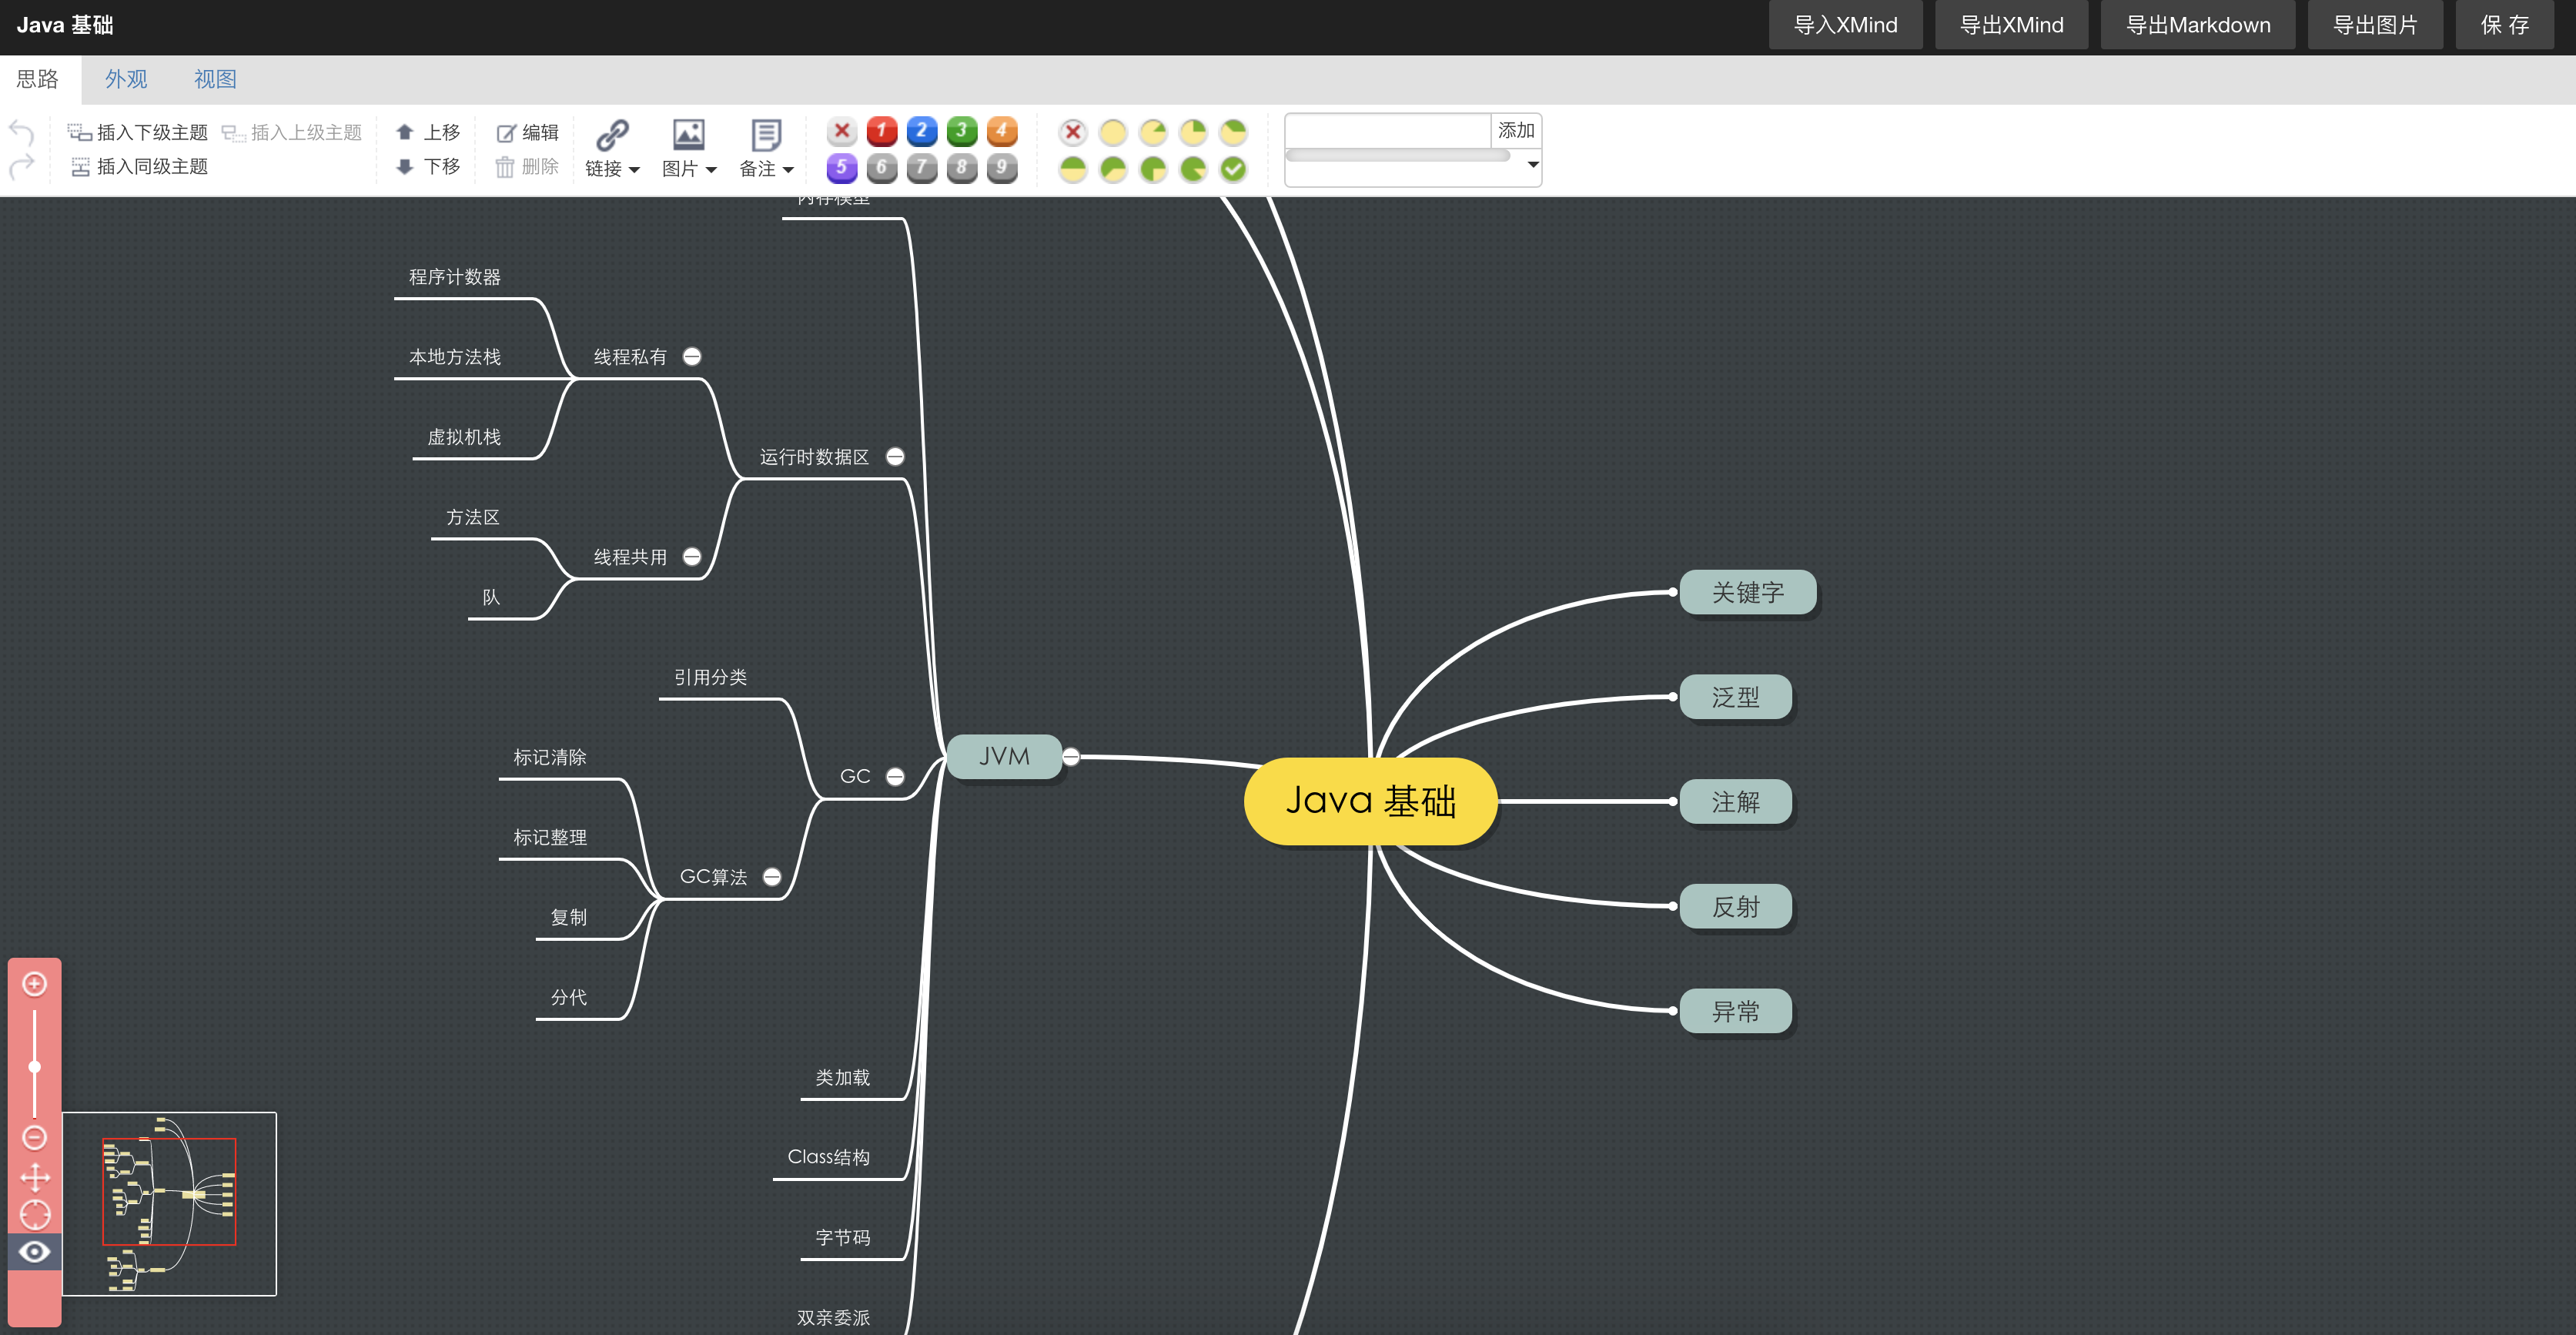 Java 基础
导入XMind
导出XMind
导出Markdown
导出图片
保 存
思路
外观
视图
插入下级主题
插入上级主题
插入同级主题
上移
下移
编辑
删除
链接
图片
备注
1 2 3 4
5 6 7 8 9
添加
内存模型
程序计数器
本地方法栈
虚拟机栈
线程私有
运行时数据区
方法区
队
线程共用
引用分类
标记清除
标记整理
复制
分代
GC算法
GC
JVM
类加载
Class结构
字节码
双亲委派
Java 基础
关键字
泛型
注解
反射
异常